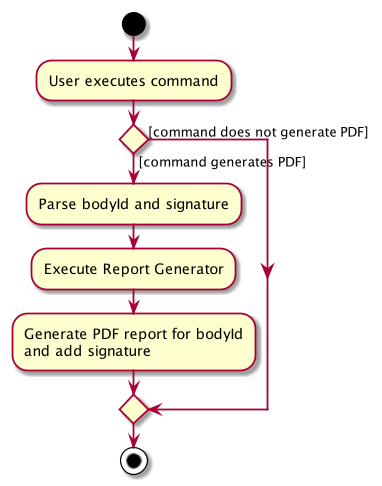 User executes command
[command does not generate PDF]
[command generates PDF]
Parse bodyId and signature
Execute Report Generator
Generate PDF report for bodyId
and add signature